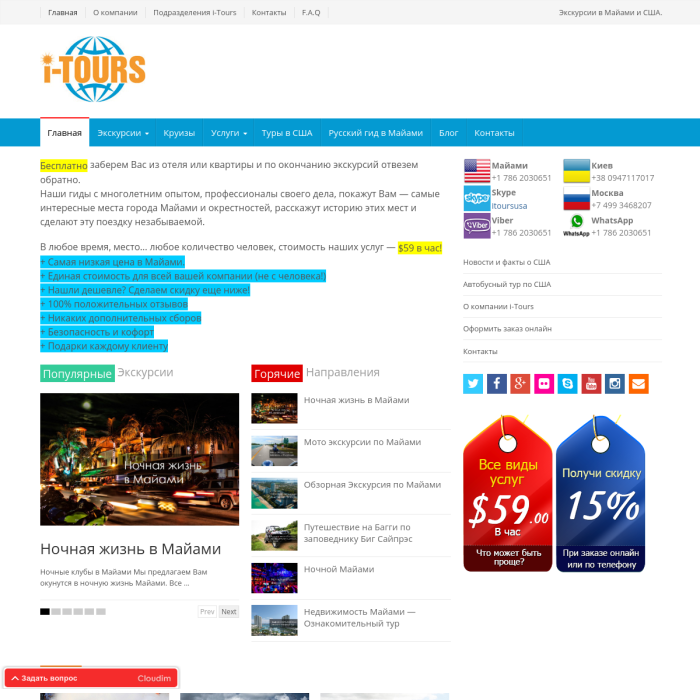 Главная
О компании
Подразделения i-Tours
Контакты
F.A.Q
Экскурсии в Майами и США.
i-TOURS
Главная
Экскурсии
Круизы
Услуги
Туры в США
Русский гид в Майами
Блог
Контакты
Бесплатно заберем Вас из отеля или квартиры и по окончанию экскурсий отвезем
обратно.
Наши гиды с многолетним опытом, профессионалы своего дела, покажут Вам — самые
интересные места города Майами и окрестностей, расскажут историю этих мест и
сделают эту поездку незабываемой.
В любое время, место... любое количество человек, стоимость наших услуг — $59 в час!
+ Самая низкая цена в Майами.
+ Единая стоимость для всей вашей компании (не с человека!)
+ Нашли дешевле? Сделаем скидку еще ниже!
+ 100% положительных отзывов
+ Никаких дополнительных сборов
+ Безопасность и кофорт
+ Подарки каждому клиенту
Популярные Экскурсии
Ночная жизнь
в Майами
Ночная жизнь в Майами
Ночные клубы в Майами Мы предлагаем Вам
окунутся в ночную жизнь Майами. Все ...
Prev
Next
Горячие Направления
Ночная жизнь в Майами
Мото экскурсии по Майами
Обзорная Экскурсия по Майами
Путешествие на Багги по
заповеднику Биг Сайпрэс
Ночной Майами
Недвижимость Майами —
Ознакомительный тур
Майами
+1 786 2030651
Киев
+38 0947117017
Skype
itoursusa
Москва
+7 499 3468207
Viber
+1 786 2030651
WhatsApp
+1 786 2030651
Новости и факты о США
Автобусный тур по США
О компании i-Tours
Оформить заказ онлайн
Контакты
Все виды
услуг
$59.00
В час
Что может быть
проще?
Получи скидку
15%
При заказе онлайн
или по телефону
Задать вопрос
Cloudim